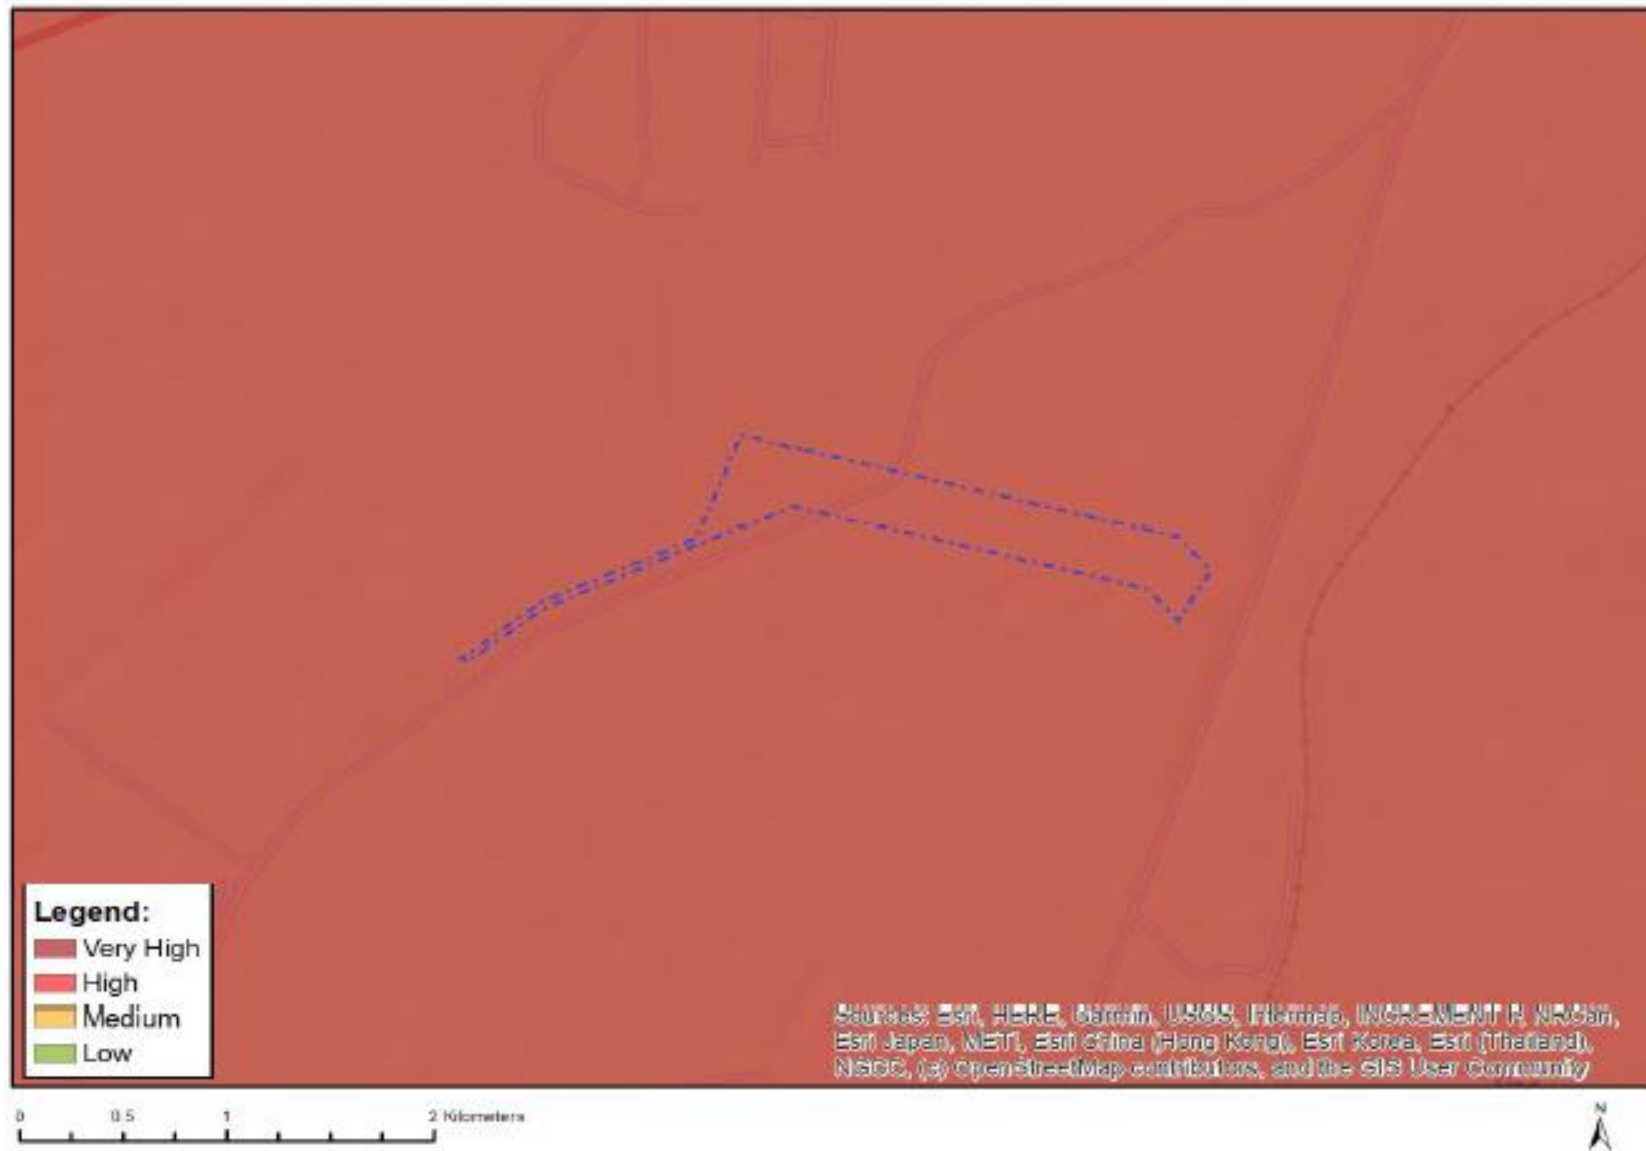 Legend:
Very High
High
Medium
Low
Sources: Esri, HERE, Garmin, USGS, Intermap, INCREMENT P, NRCan,
Esri Japan, METI, Esri China (Hong Kong), Esri Korea, Esri (Thailand),
NGCC, (c) OpenStreetMap contributors, and the GIS User Community
0 0.5 1 2 Kilometers
N